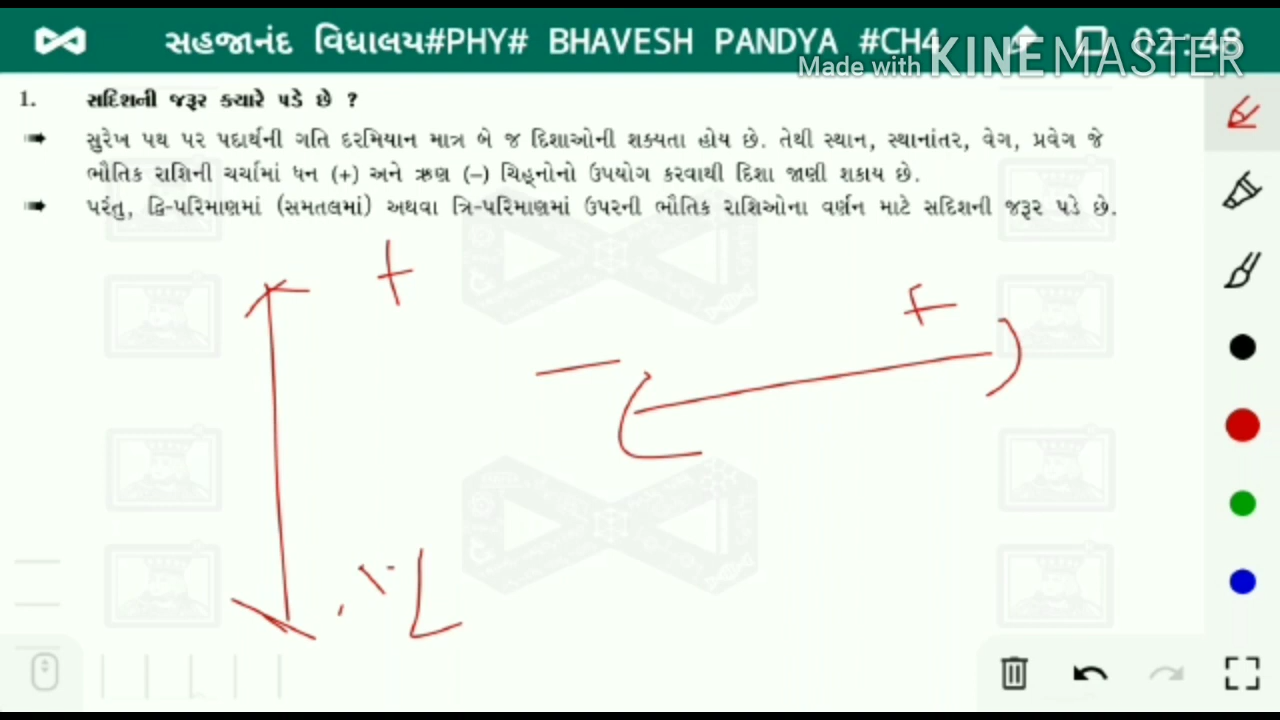 સહજાનંદ વિધાલય#PHY# BHAVESH PANDYA #CH4 02:48
Made with KINEMASTER
1. સદિશની જરૂર ક્યારે પડે છે ?
➠ સુરેખ પથ પર પદાર્થની ગતિ દરમિયાન માત્ર બે જ દિશાઓની શક્યતા હોય છે. તેથી સ્થાન, સ્થાનાંતર, વેગ, પ્રવેગ જે
ભૌતિક રાશિની ચર્ચામાં ધન (+) અને ઋણ (–) ચિહ્નોનો ઉપયોગ કરવાથી દિશા જાણી શકાય છે.
➠ પરંતુ, દ્વિ-પરિમાણમાં (સમતલમાં) અથવા ત્રિ-પરિમાણમાં ઉપરની ભૌતિક રાશિઓના વર્ણન માટે સદિશની જરૂર પડે છે.
+
+
–